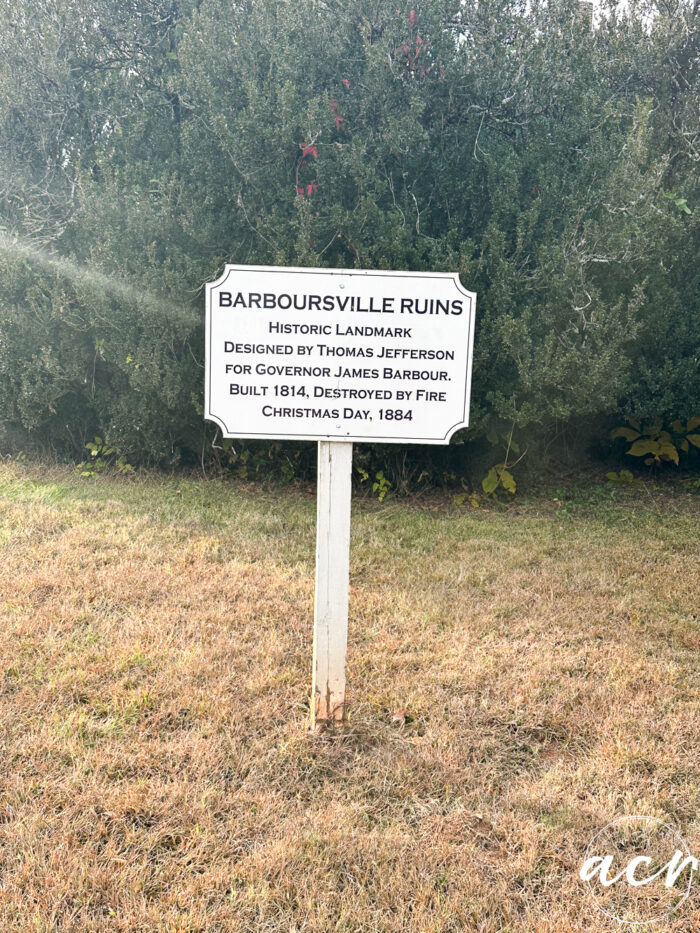 BARBOURSVILLE RUINS
HISTORIC LANDMARK
DESIGNED BY THOMAS JEFFERSON
FOR GOVERNOR JAMES BARBOUR.
BUILT 1814, DESTROYED BY FIRE
CHRISTMAS DAY, 1884
acr